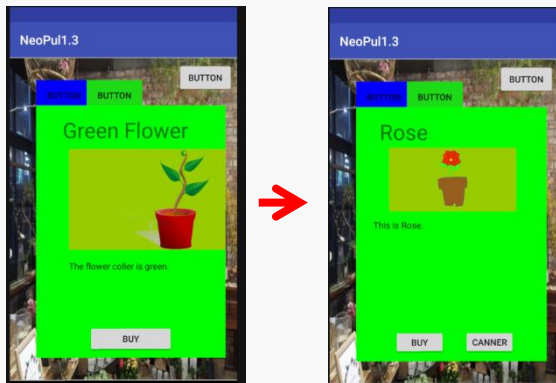 NeoPul1.3
BUTTON
BUTTON
BUTTON
Green Flower
The flower coller is green.
BUY
NeoPul1.3
BUTTON
BUTTON
BUTTON
Rose
This is Rose.
BUY
CANNER